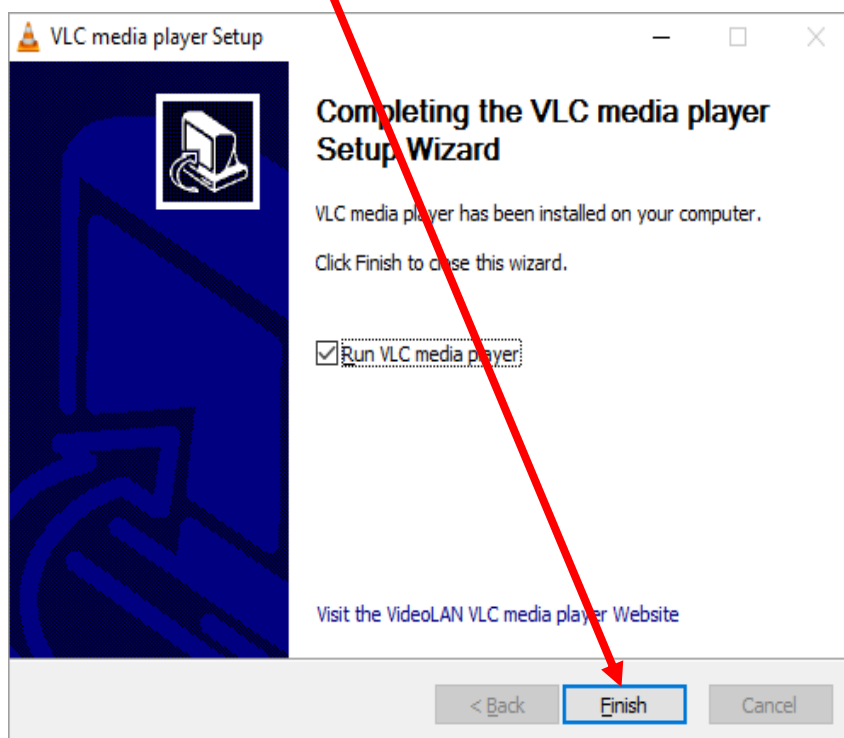 VLC media player Setup
Completing the VLC media player
Setup Wizard
VLC media player has been installed on your computer.
Click Finish to close this wizard.
Run VLC media player
Visit the VideoLAN VLC media player Website
< Back
Finish
Cancel